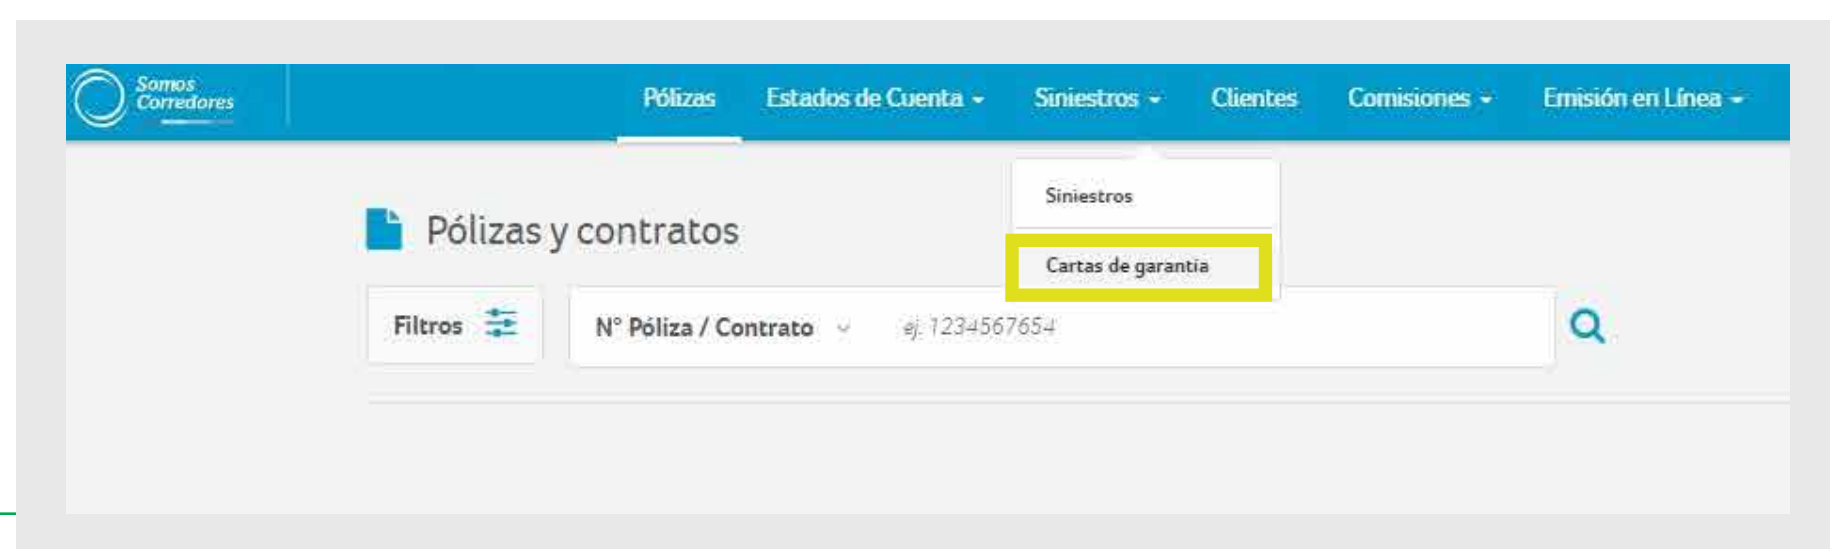 Somos
Corredores
Pólizas Estados de Cuenta Siniestros Clientes Comisiones Emisión en Línea
Siniestros
Pólizas y contratos
Cartas de garantía
Filtros N° Póliza / Contrato ej. 1234567654